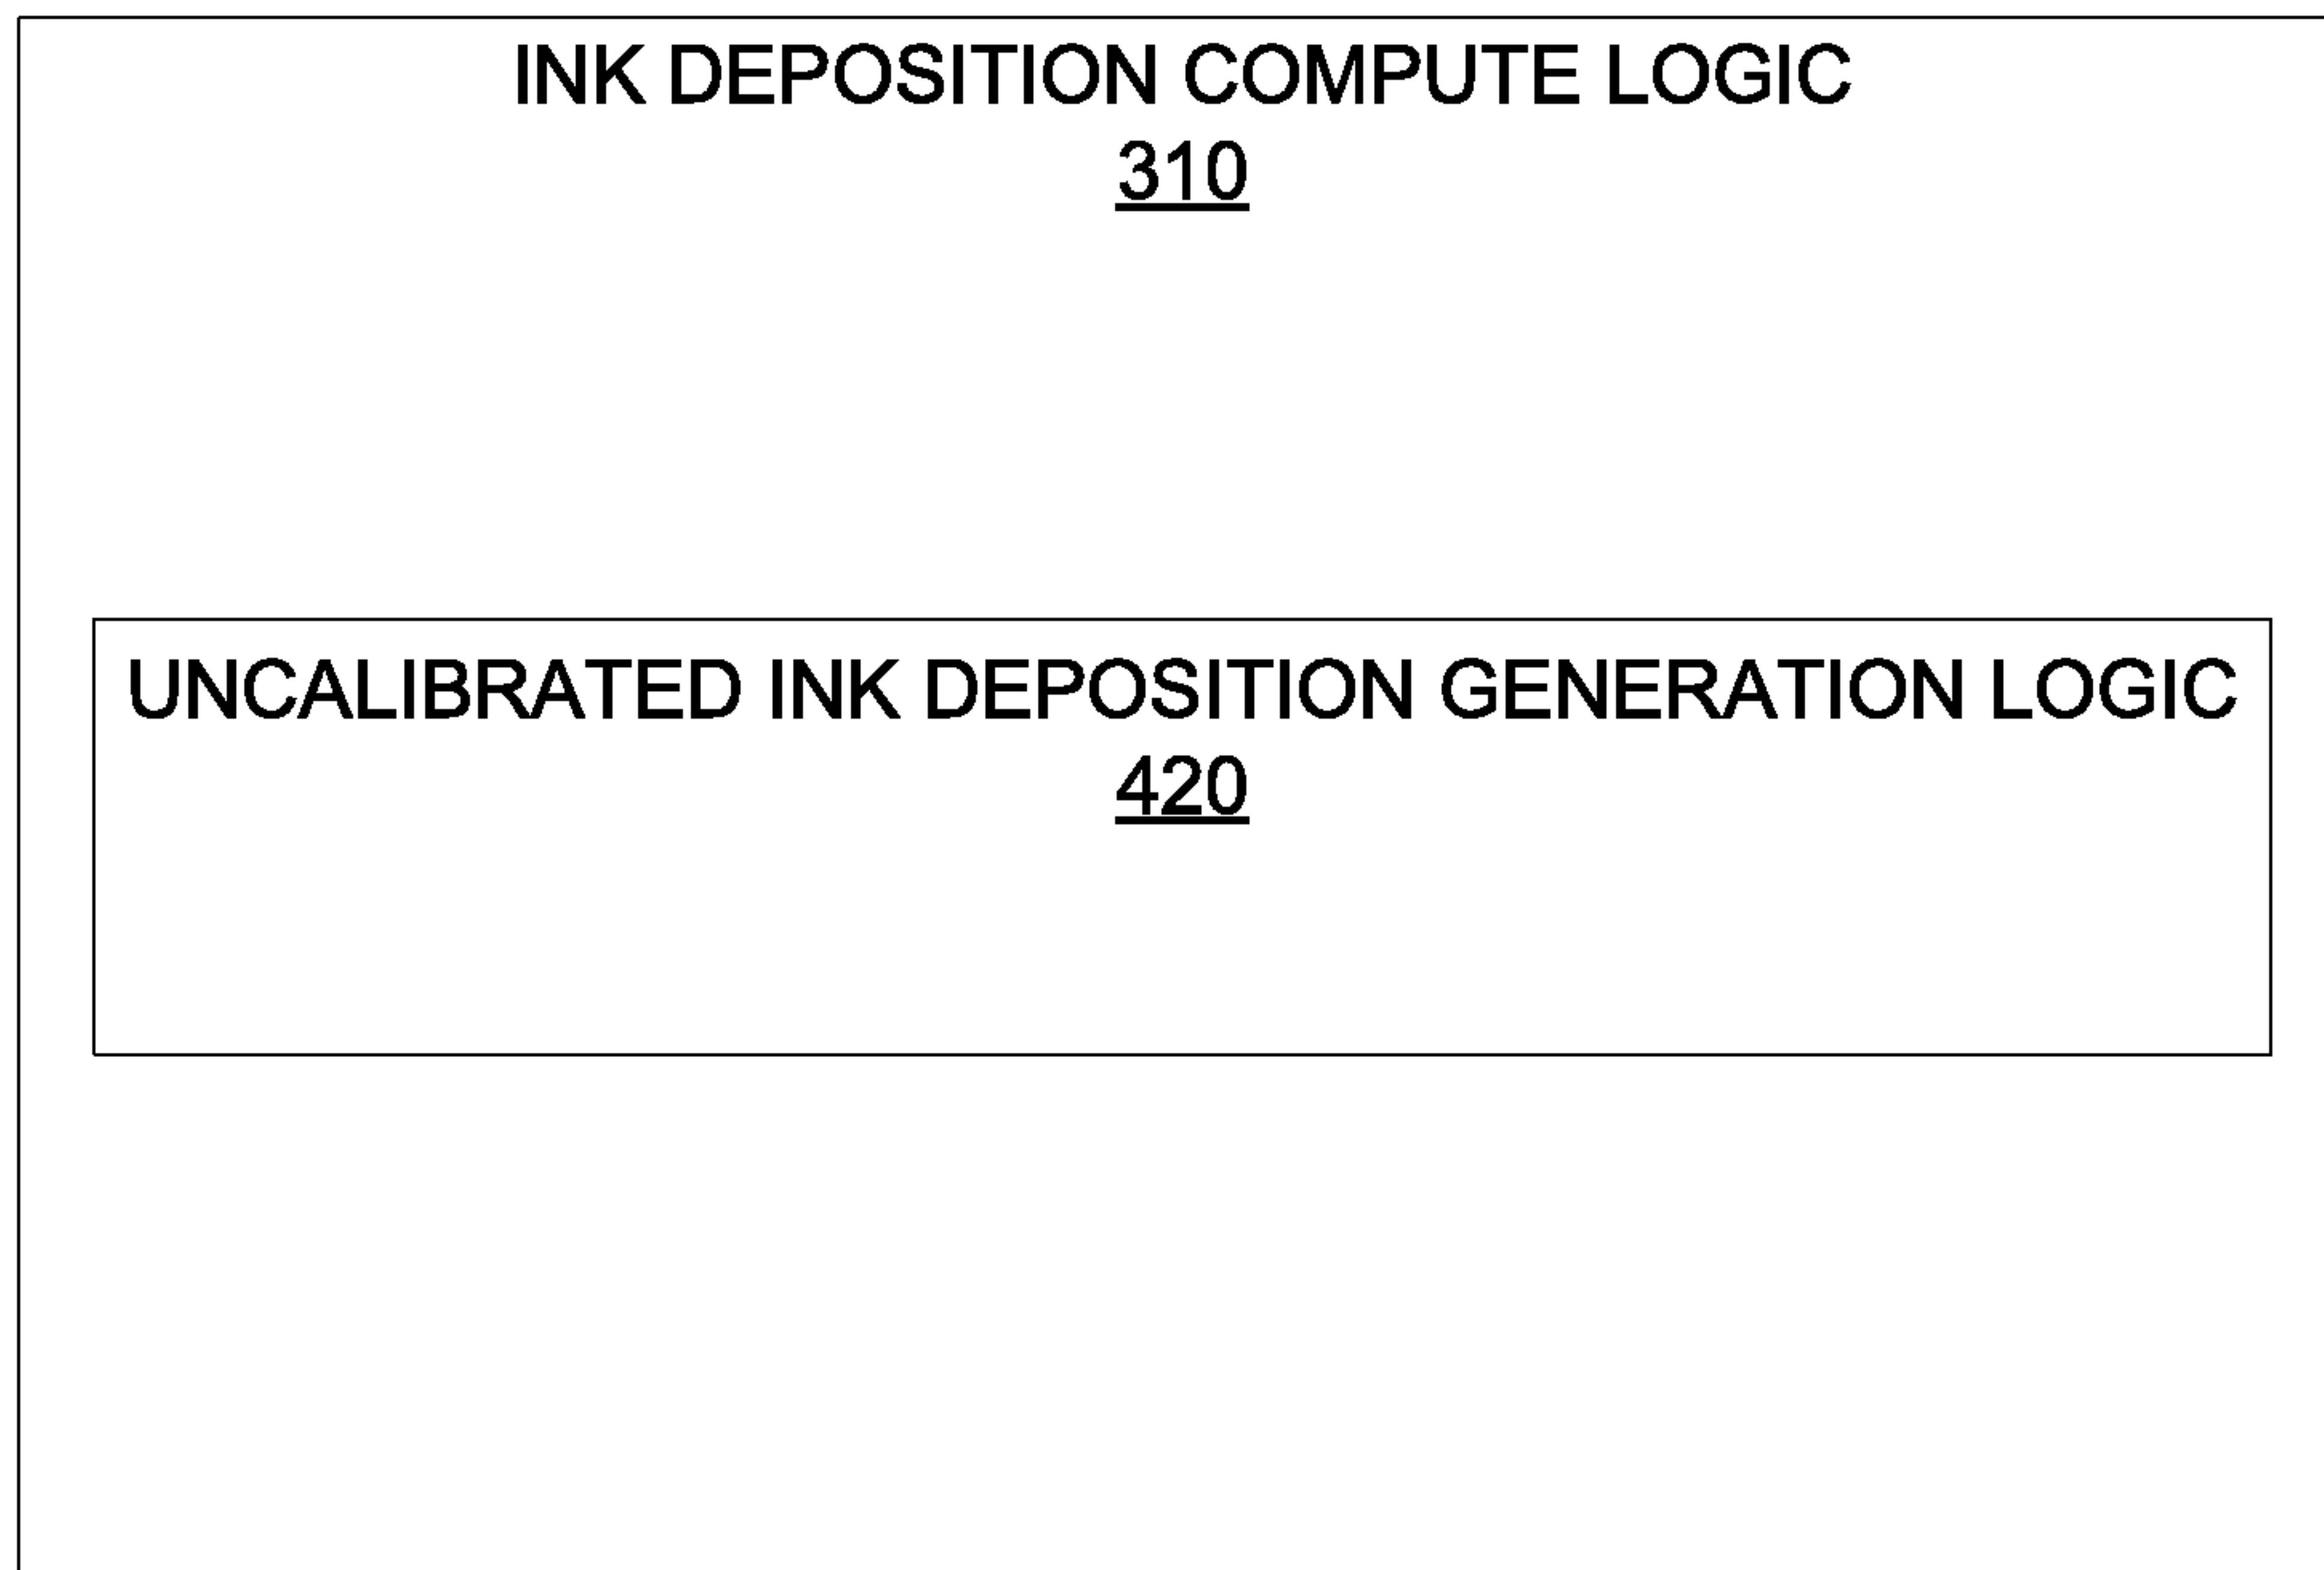 INK DEPOSITION COMPUTE LOGIC
310
UNCALIBRATED INK DEPOSITION GENERATION LOGIC
420